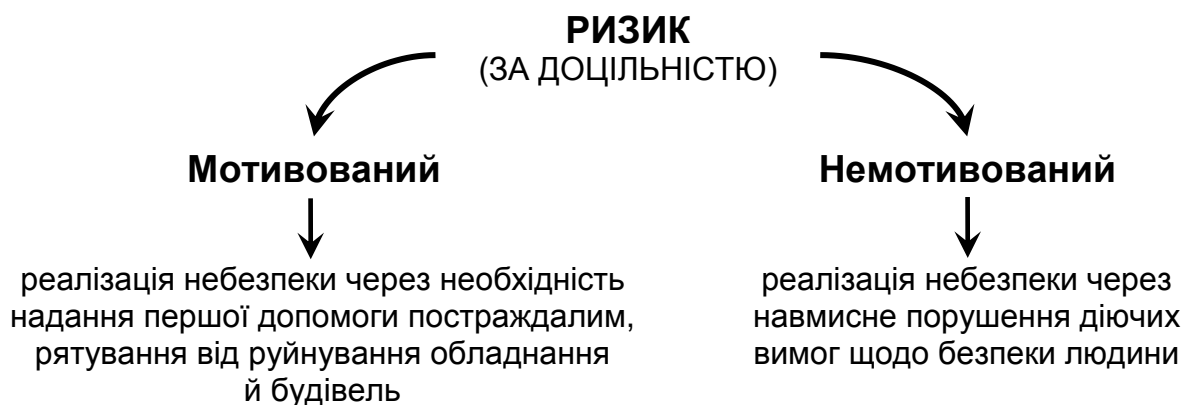 РИЗИК
(ЗА ДОЦІЛЬНІСТЮ)
Мотивований
Немотивований
реалізація небезпеки через необхідність
надання першої допомоги постраждалим,
рятування від руйнування обладнання
й будівель
реалізація небезпеки через
навмисне порушення діючих
вимог щодо безпеки людини